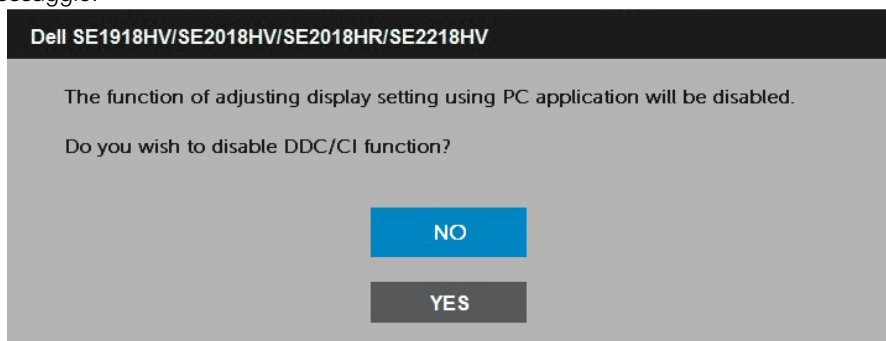 Dell SE1918HV/SE2018HV/SE2018HR/SE2218HV
The function of adjusting display setting using PC application will be disabled.
Do you wish to disable DDC/CI function?
NO
YES